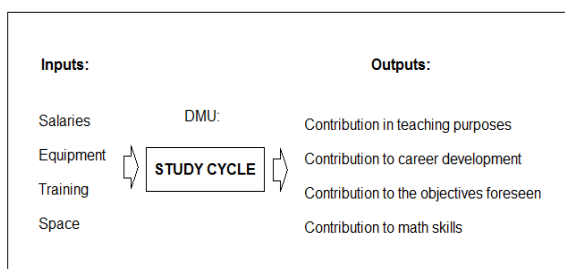 Inputs:
Outputs:
Salaries
DMU:
Contribution in teaching purposes
Equipment
STUDY CYCLE
Contribution to career development
Training
Contribution to the objectives foreseen
Space
Contribution to math skills